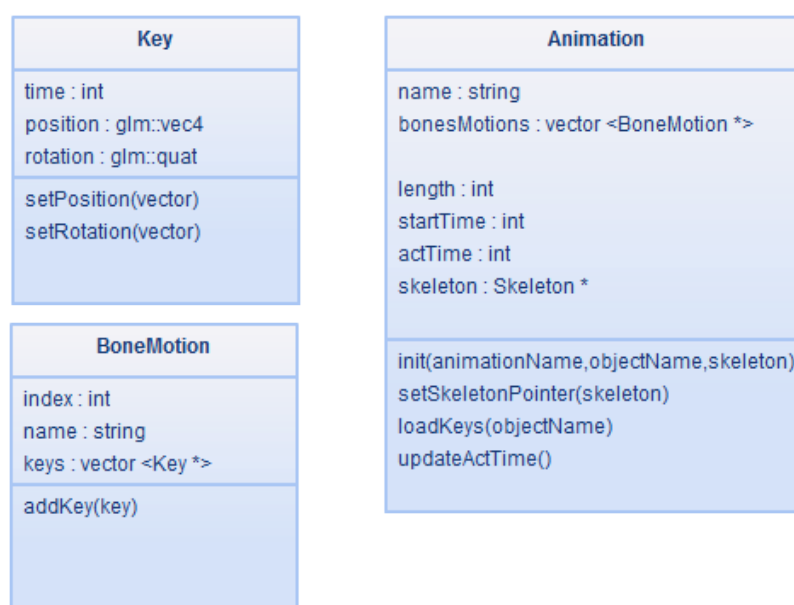 Key
time : int
position : glm::vec4
rotation : glm::quat
setPosition(vector)
setRotation(vector)
BoneMotion
index : int
name : string
keys : vector <Key *>
addKey(key)
Animation
name : string
bonesMotions : vector <BoneMotion *>
length : int
startTime : int
actTime : int
skeleton : Skeleton *
init(animationName,objectName,skeleton)
setSkeletonPointer(skeleton)
loadKeys(objectName)
updateActTime()